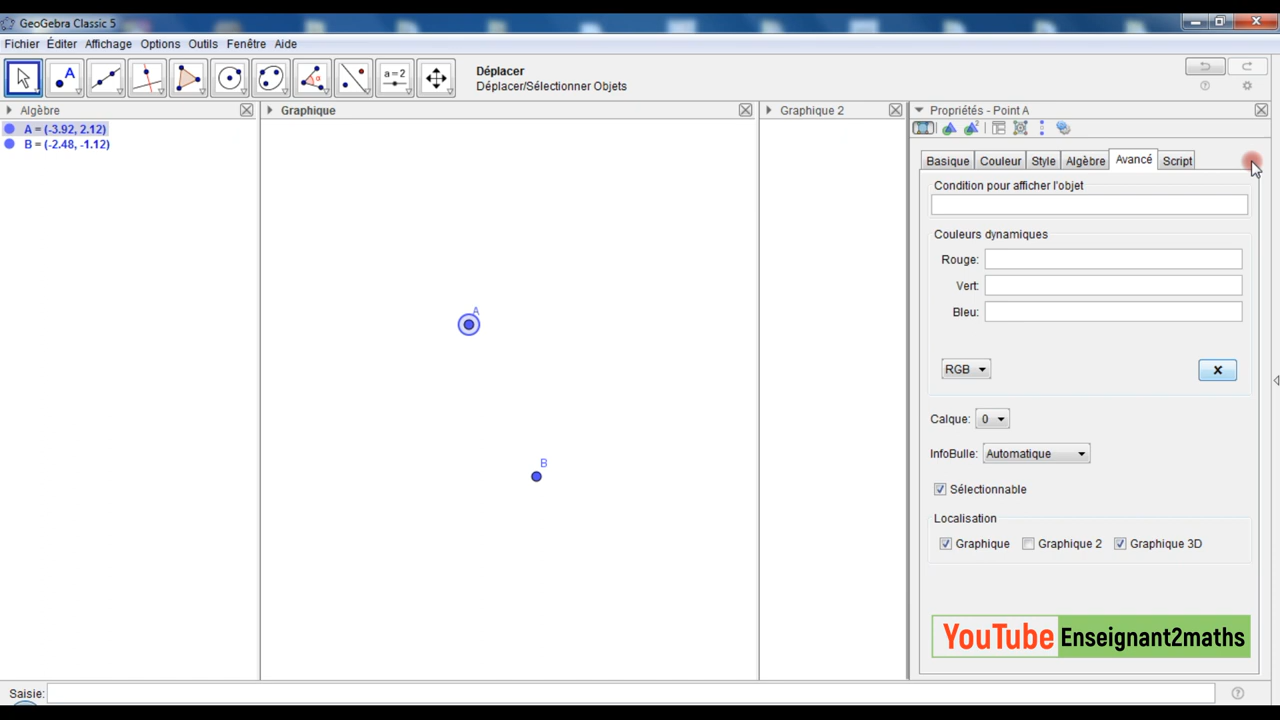 GeoGebra Classic 5
Fichier Éditer Affichage Options Outils Fenêtre Aide
A
α
a=2
Déplacer
Déplacer/Sélectionner Objets
Algèbre
Graphique
Graphique 2
Propriétés - Point A
A = (-3.92, 2.12)
B = (-2.48, -1.12)
A
B
Basique Couleur Style Algèbre Avancé Script
Condition pour afficher l'objet
Couleurs dynamiques
Rouge:
Vert:
Bleu:
RGB
Calque: 0
InfoBulle: Automatique
Sélectionnable
Localisation
Graphique Graphique 2 Graphique 3D
YouTube Enseignant2maths
Saisie: